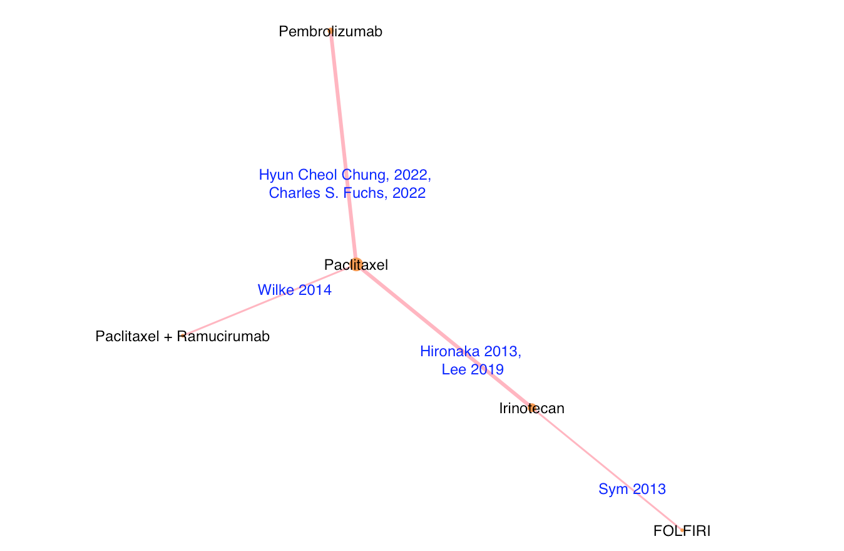 Pembrolizumab
Hyun Cheol Chung, 2022,
Charles S. Fuchs, 2022
Paclitaxel
Wilke 2014
Paclitaxel + Ramucirumab
Hironaka 2013,
Lee 2019
Irinotecan
Sym 2013
FOLFIRI